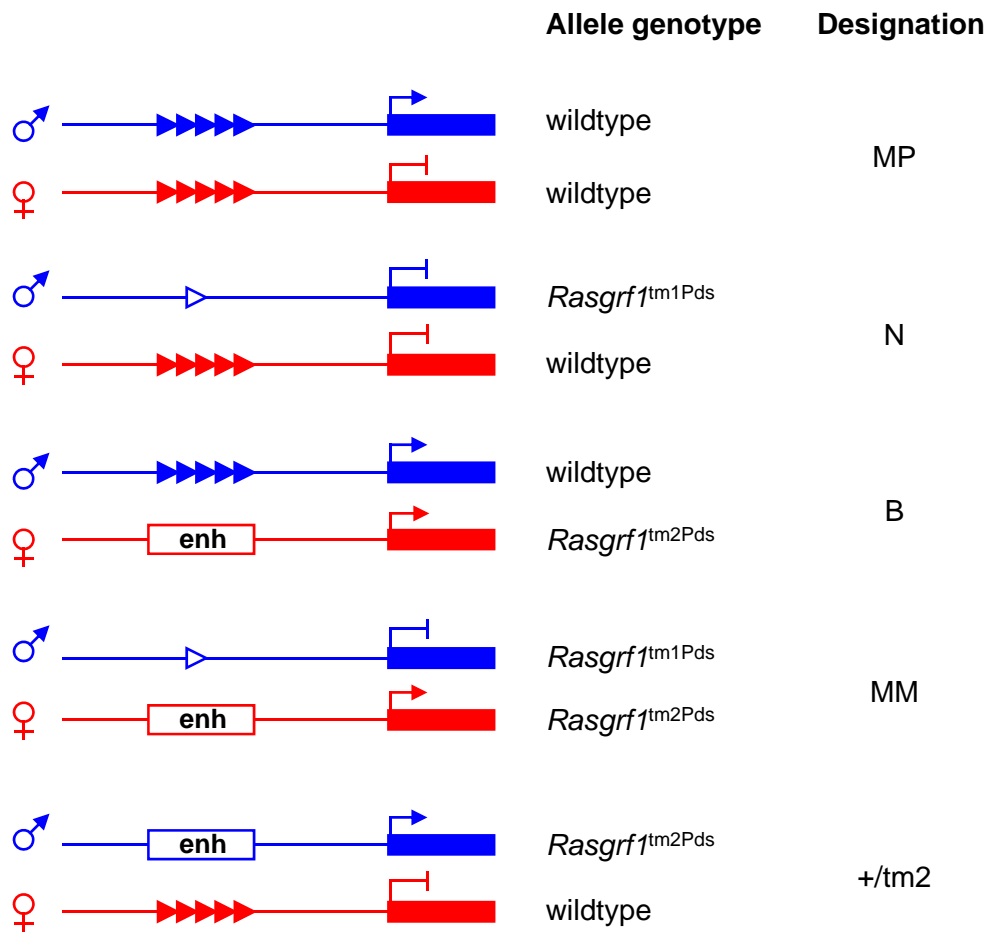 Allele genotype Designation
wildtype
MP
wildtype
Rasgrf1tm1Pds
N
wildtype
wildtype
B
enh Rasgrf1tm2Pds
Rasgrf1tm1Pds
MM
enh Rasgrf1tm2Pds
enh Rasgrf1tm2Pds
+/tm2
wildtype